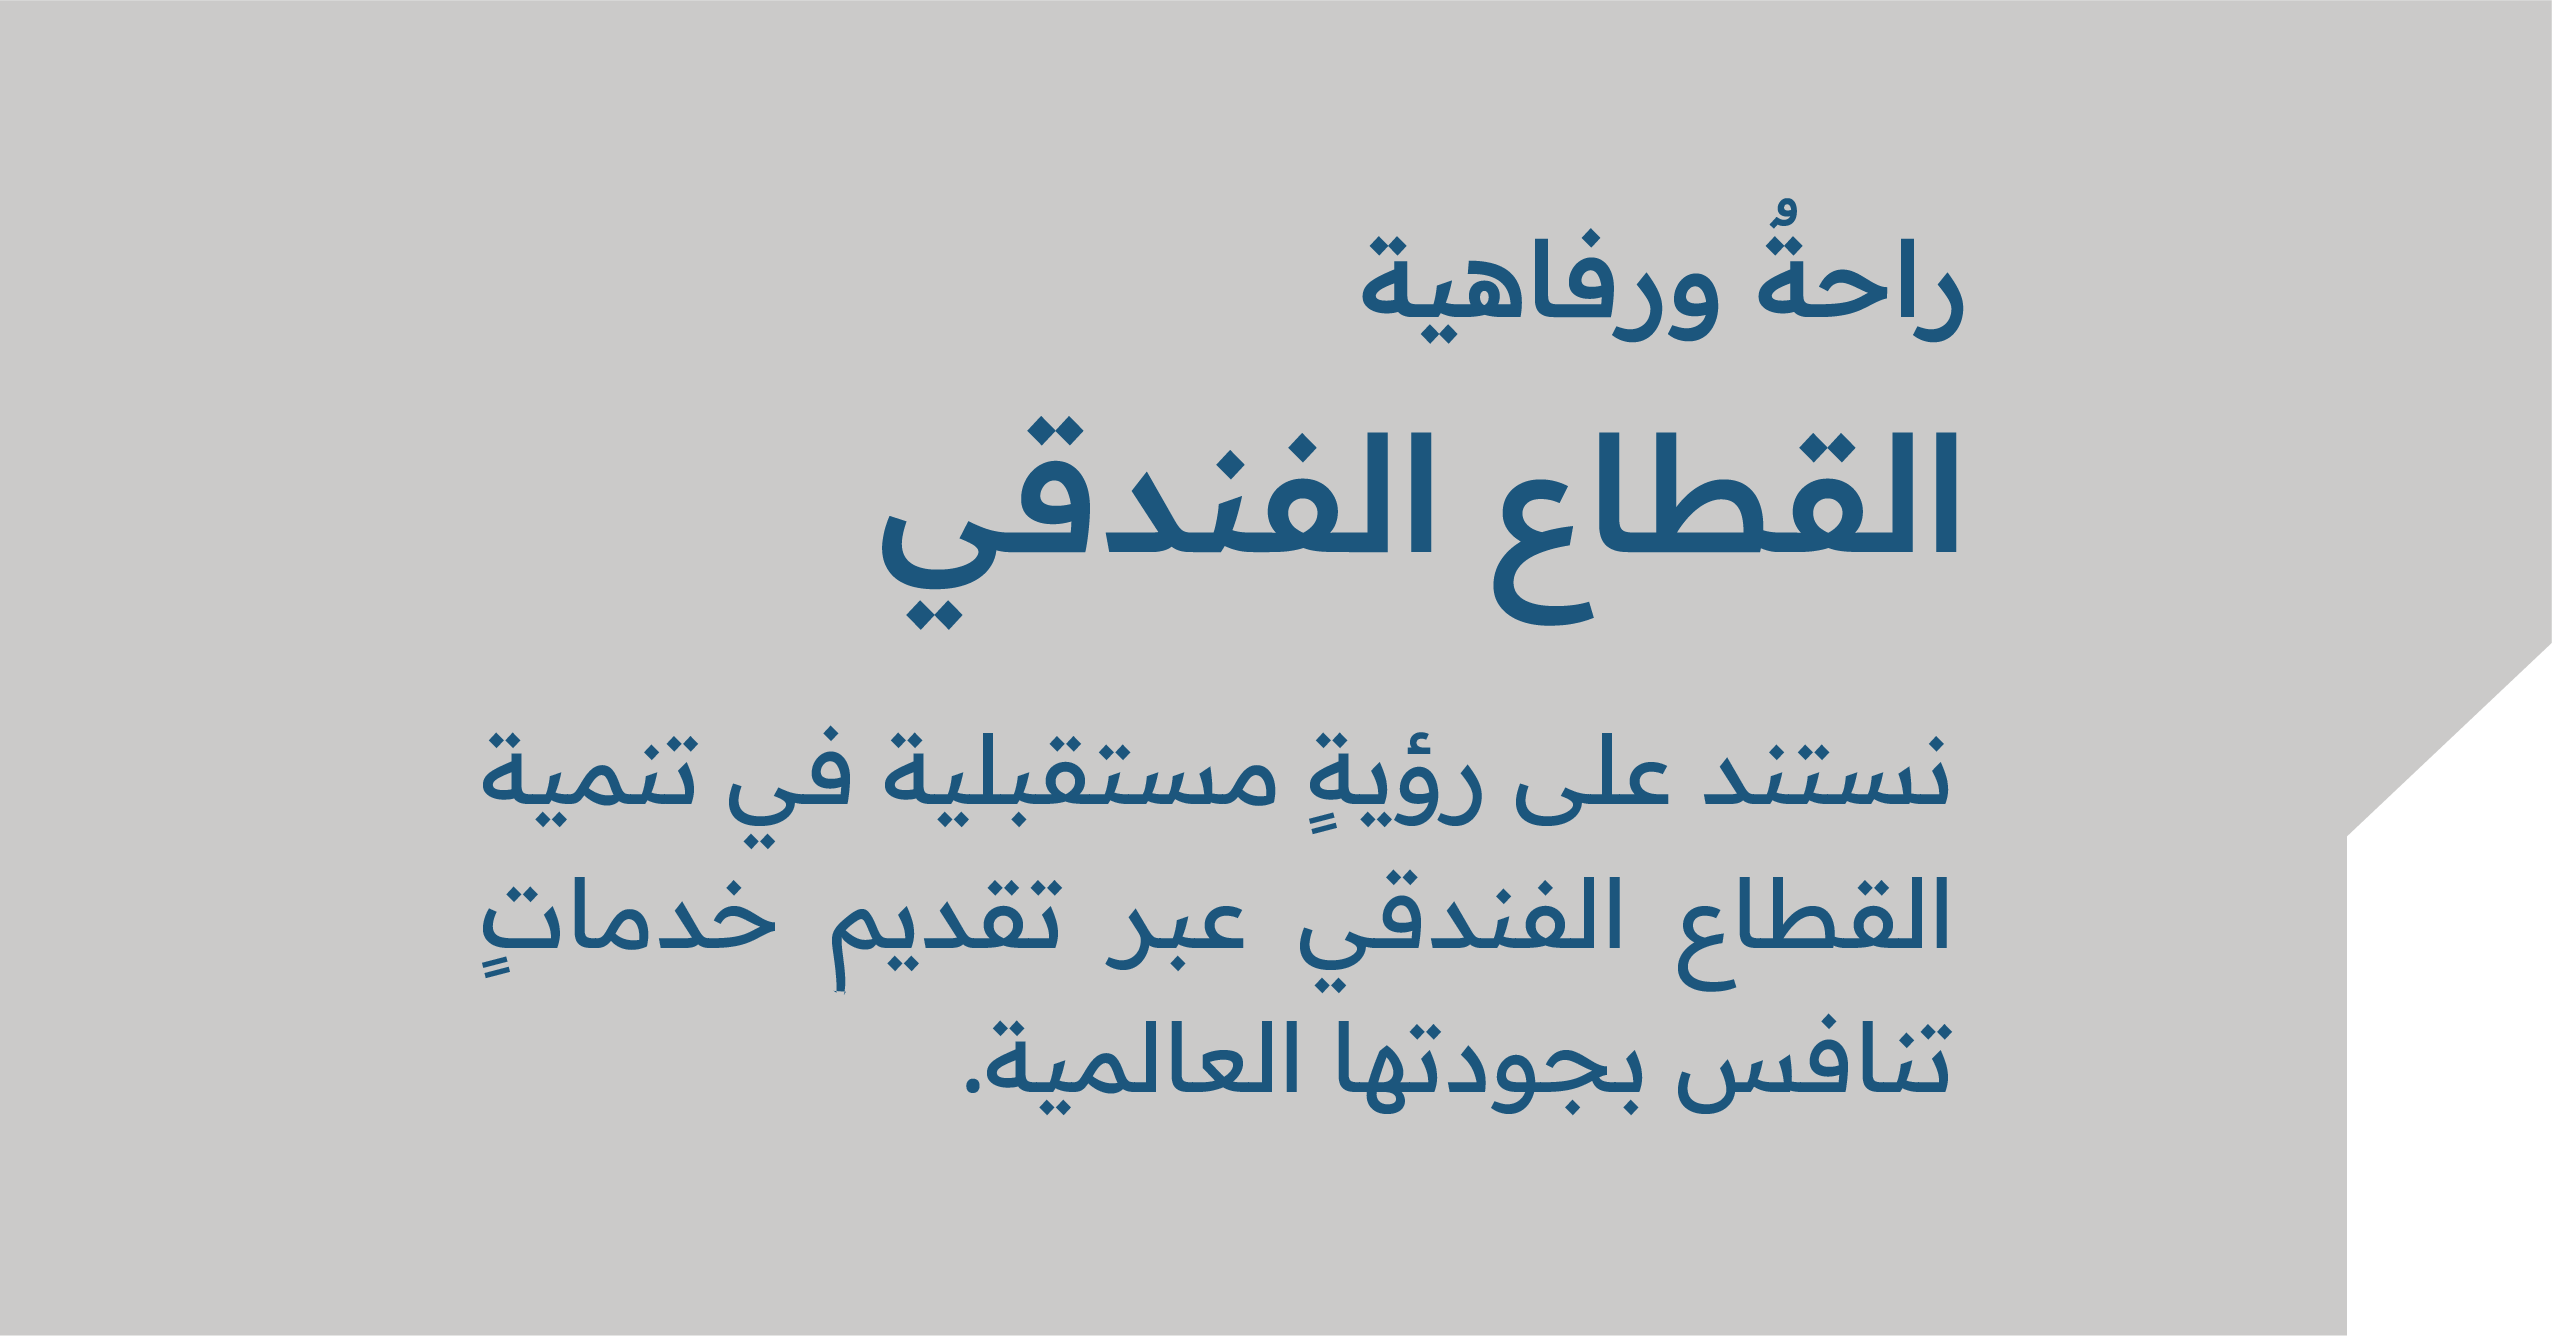 راحةٌ ورفاهية
القطاع الفندقي
نستند على رؤيةٍ مستقبلية في تنمية
القطاع الفندقي عبر تقديم خدماتٍ
تنافس بجودتها العالمية.